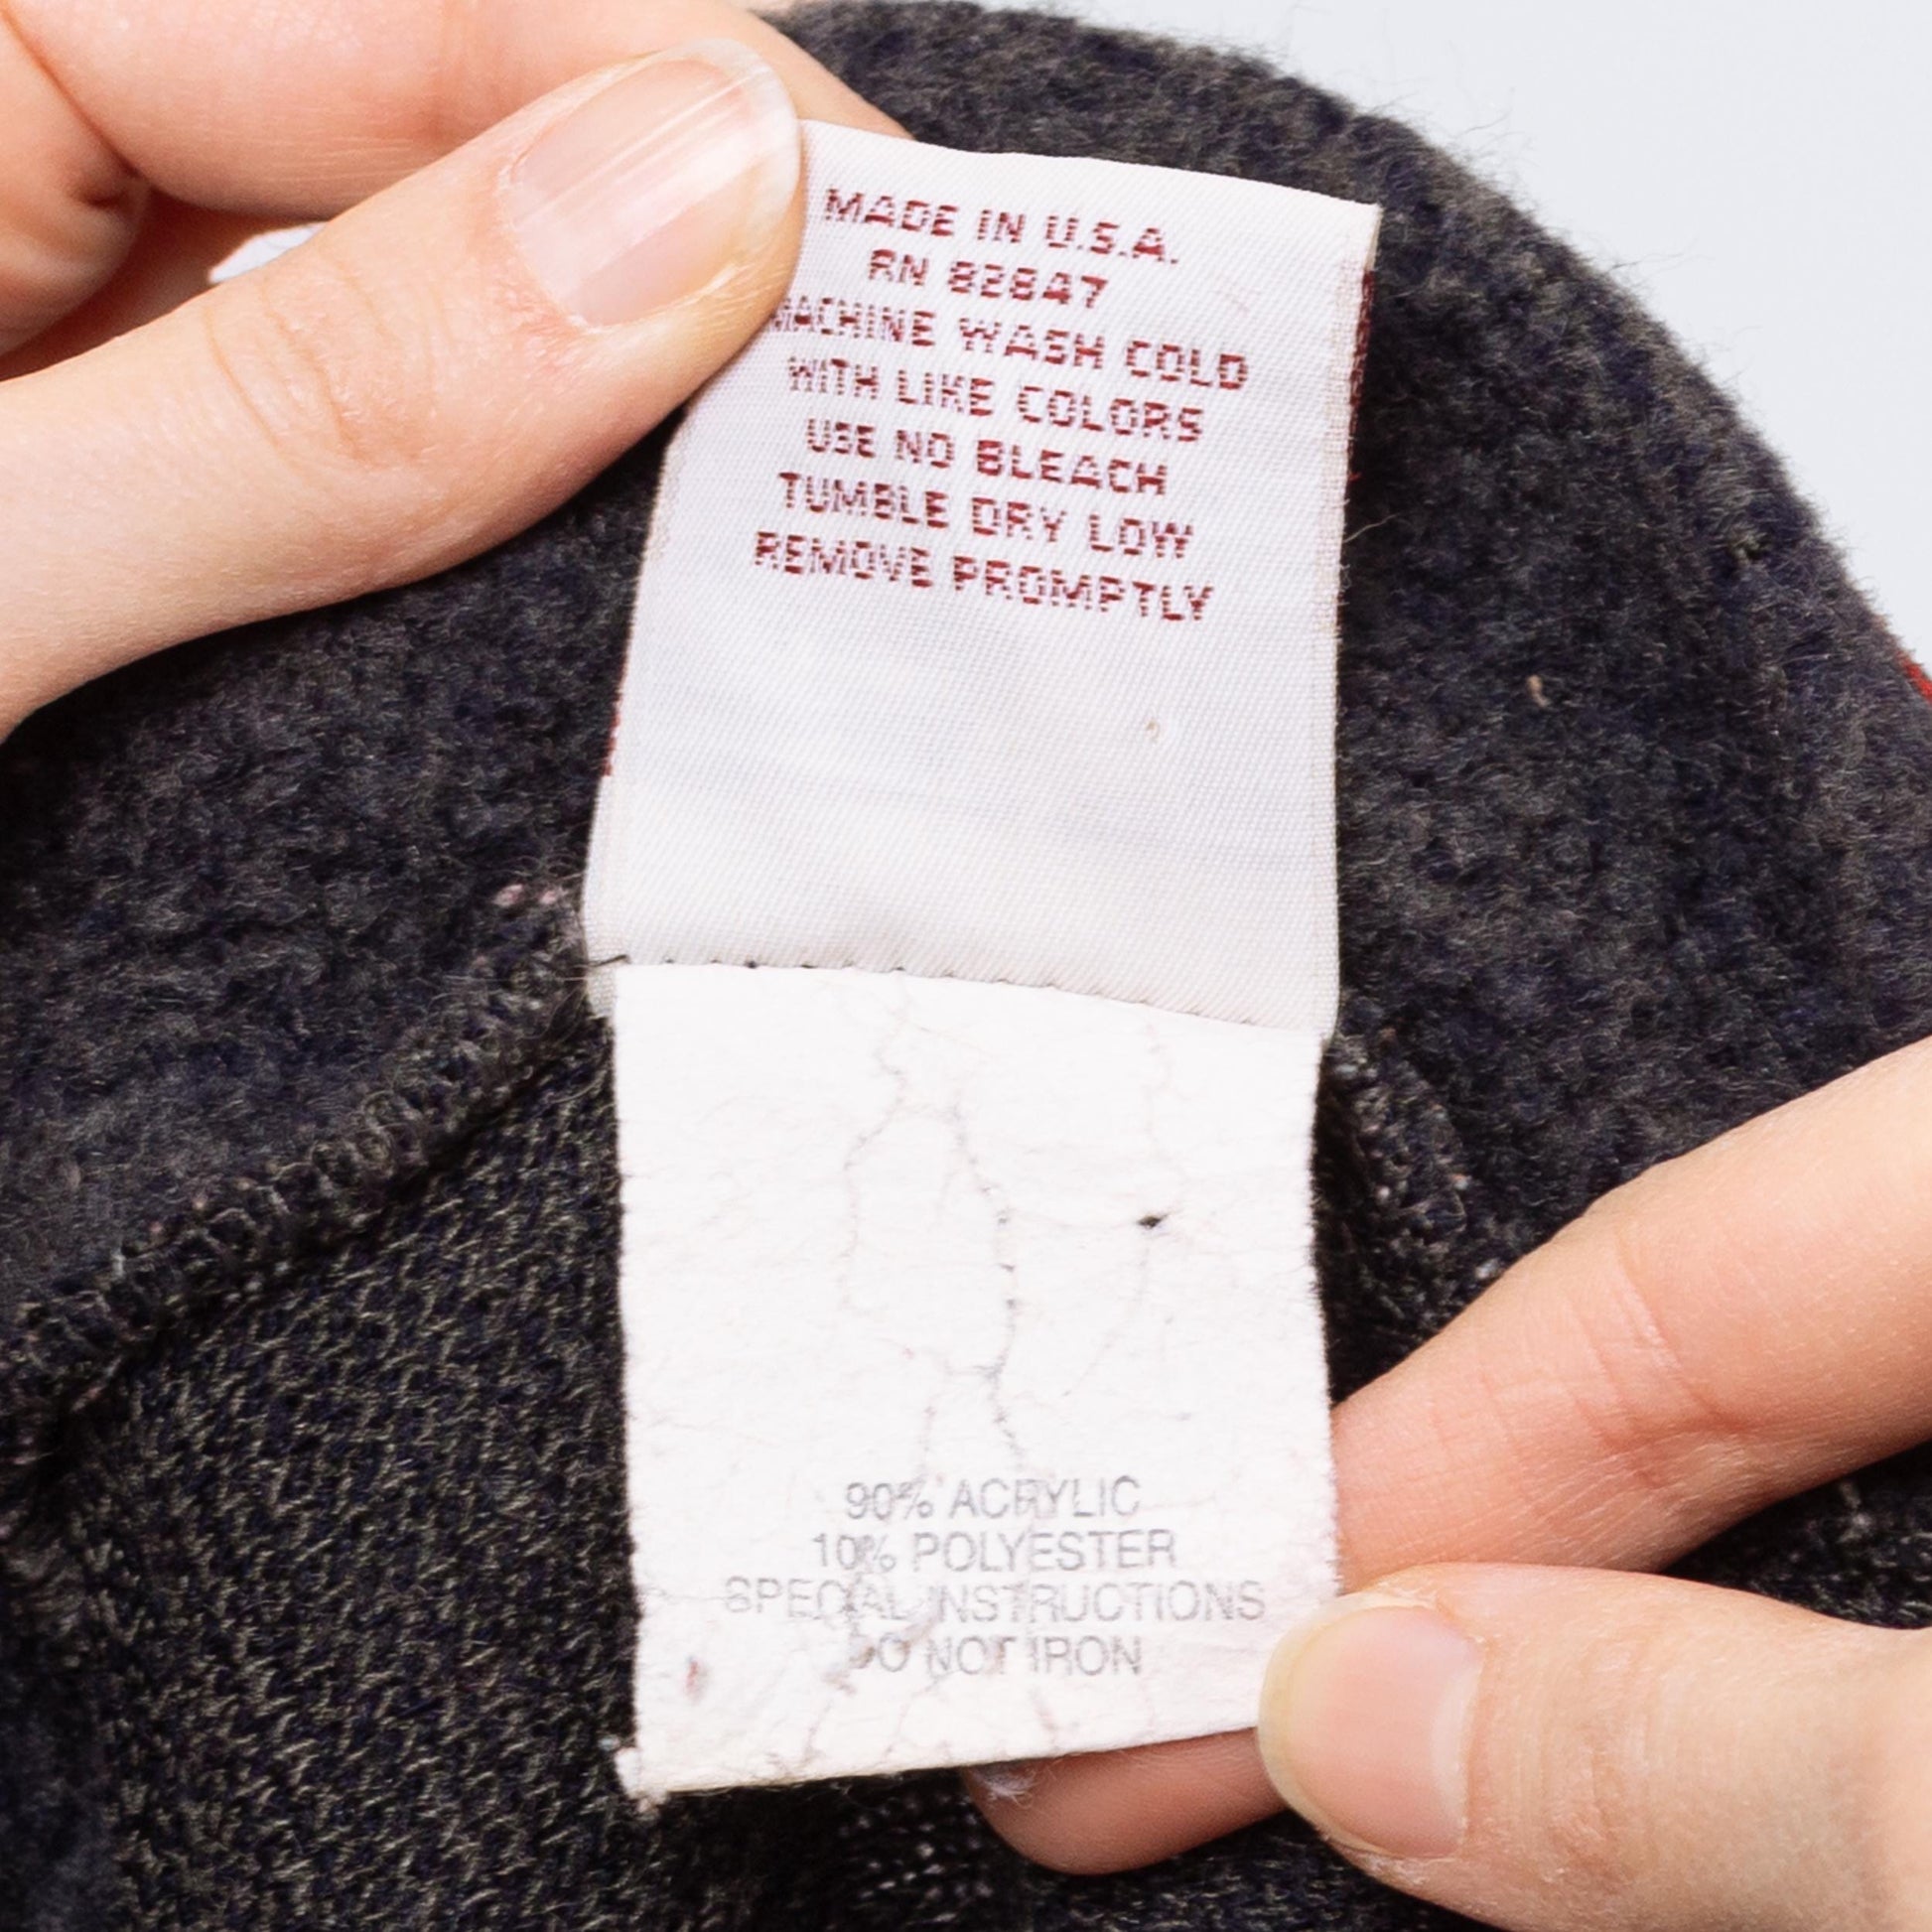 MADE IN U.S.A.
RN 82847
MACHINE WASH COLD
WITH LIKE COLORS
USE NO BLEACH
TUMBLE DRY LOW
REMOVE PROMPTLY
90% ACRYLIC
10% POLYESTER
SPECIAL INSTRUCTIONS
DO NOT IRON